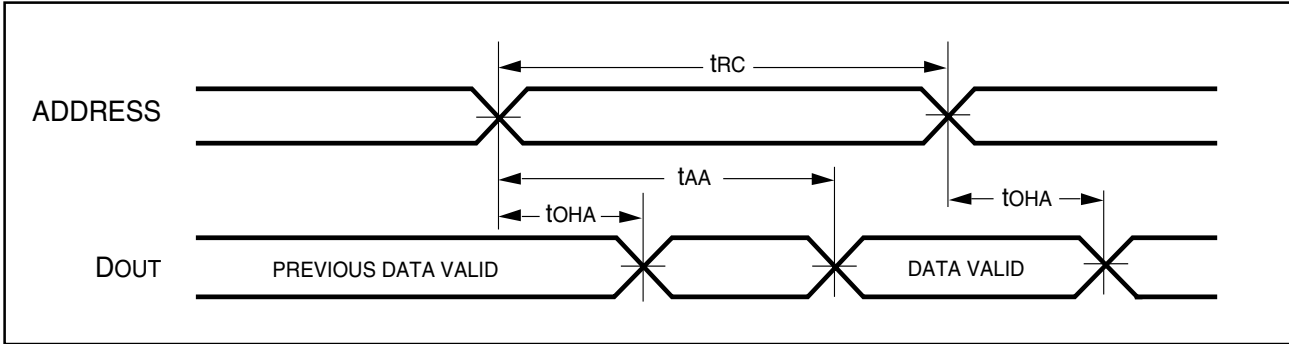 tRC
ADDRESS
tAA
tOHA
tOHA
DOUT
PREVIOUS DATA VALID
DATA VALID